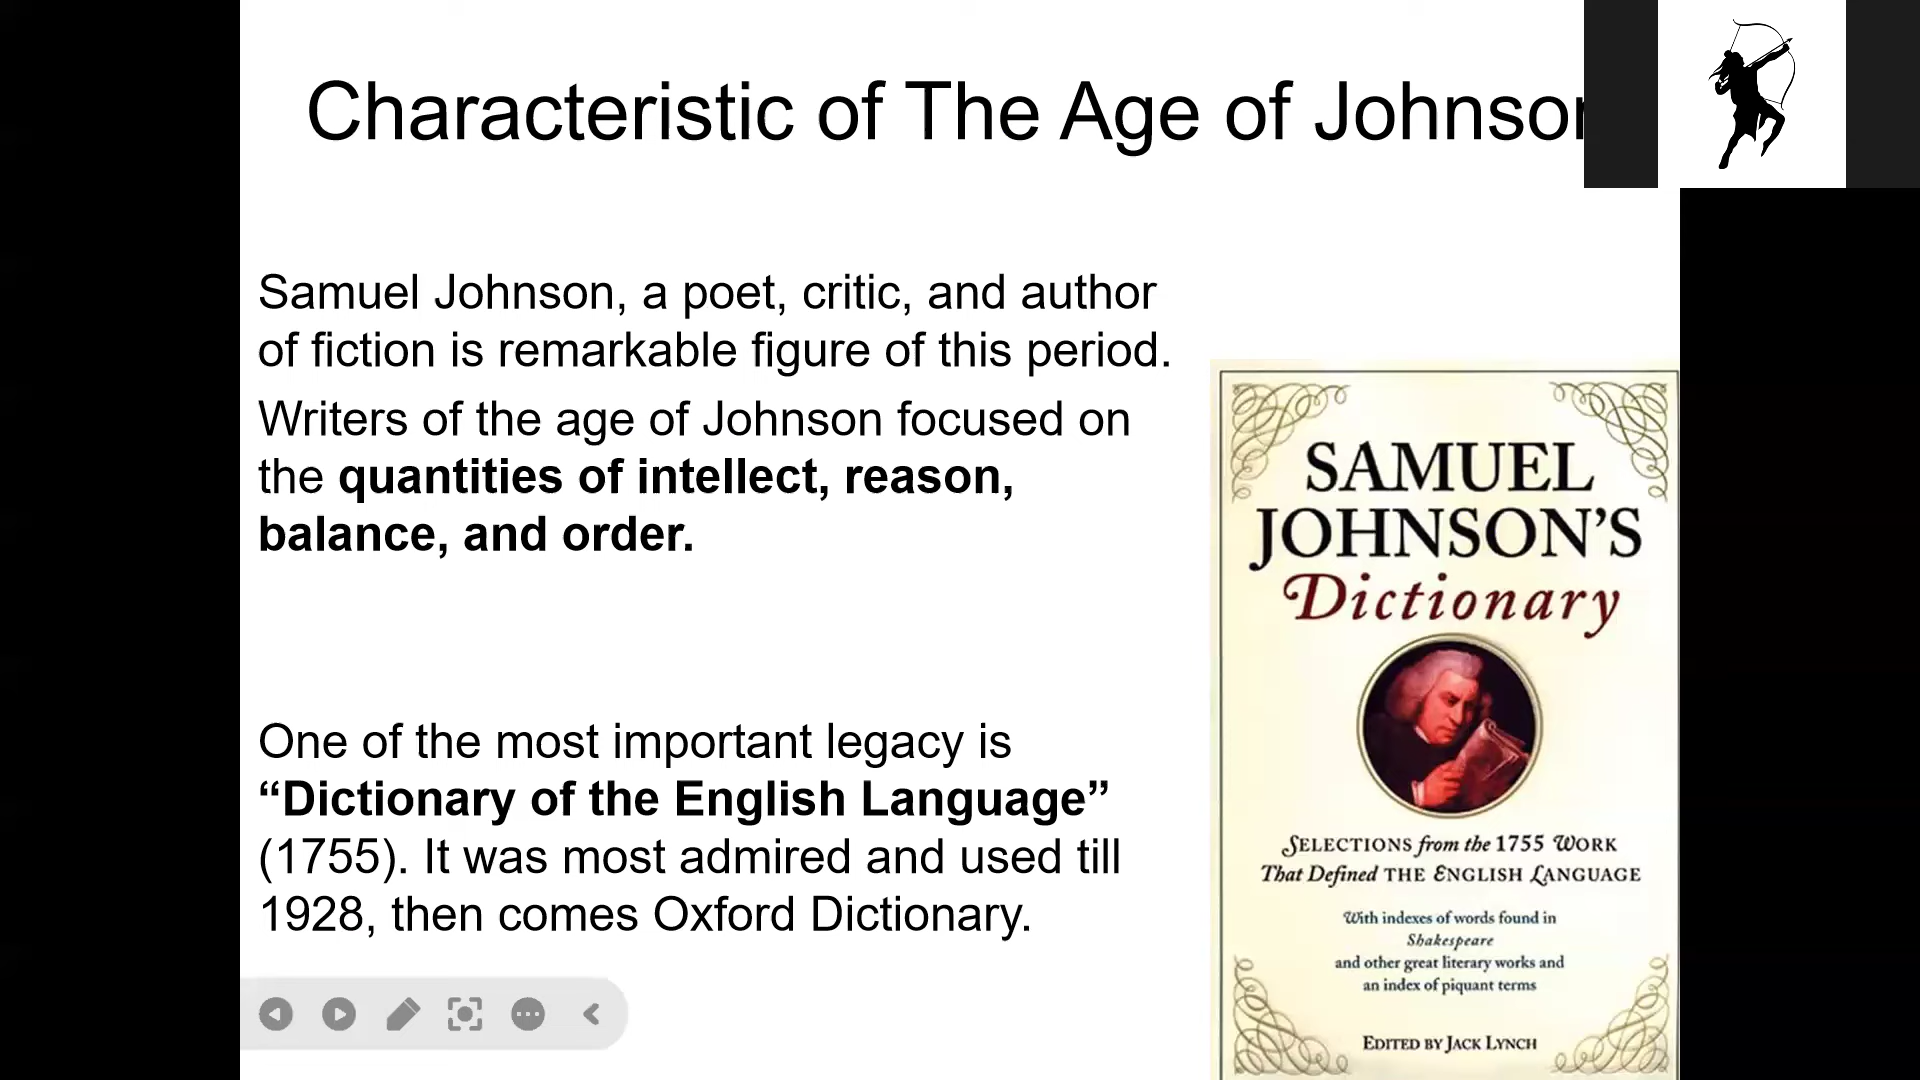 Characteristic of The Age of Johnson
Samuel Johnson, a poet, critic, and author
of fiction is remarkable figure of this period.
Writers of the age of Johnson focused on
the quantities of intellect, reason,
balance, and order.
One of the most important legacy is
“Dictionary of the English Language”
(1755). It was most admired and used till
1928, then comes Oxford Dictionary.
SAMUEL
JOHNSON’S
Dictionary
SELECTIONS from the 1755 WORK
That Defined THE ENGLISH LANGUAGE
With indexes of words found in
Shakespeare
and other great literary works and
an index of piquant terms
EDITED BY JACK LYNCH